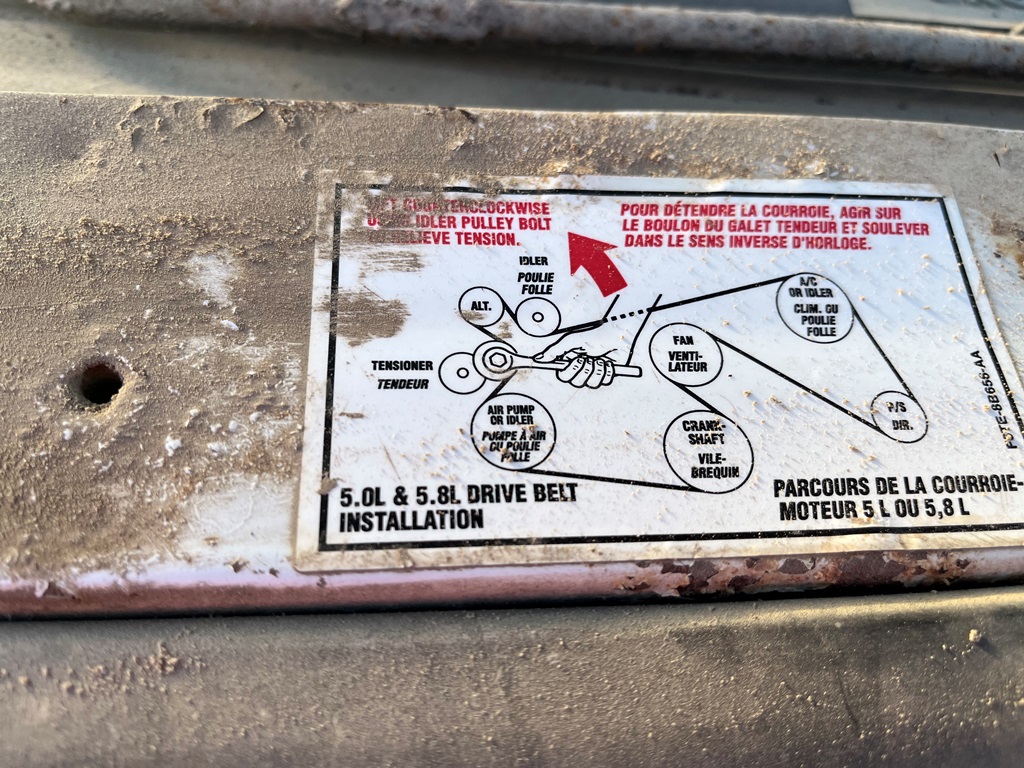 COUNTERCLOCKWISE
IDLER PULLEY BOLT
RELIEVE TENSION.
POUR DÉTENDRE LA COURROIE, AGIR SUR
LE BOULON DU GALET TENDEUR ET SOULEVER
DANS LE SENS INVERSE D'HORLOGE.
IDLER
POULIE
FOLLE
ALT.
A/C
OR IDLER
CLIM. OU
POULIE
FOLLE
FAN
VENTI-
LATEUR
TENSIONER
TENDEUR
AIR PUMP
OR IDLER
POMPE À AIR
OU POULIE
FOLLE
CRANK-
SHAFT
VILE-
BREQUIN
P/S
DIR.
5.0L & 5.8L DRIVE BELT
INSTALLATION
PARCOURS DE LA COURROIE-
MOTEUR 5 L OU 5,8 L